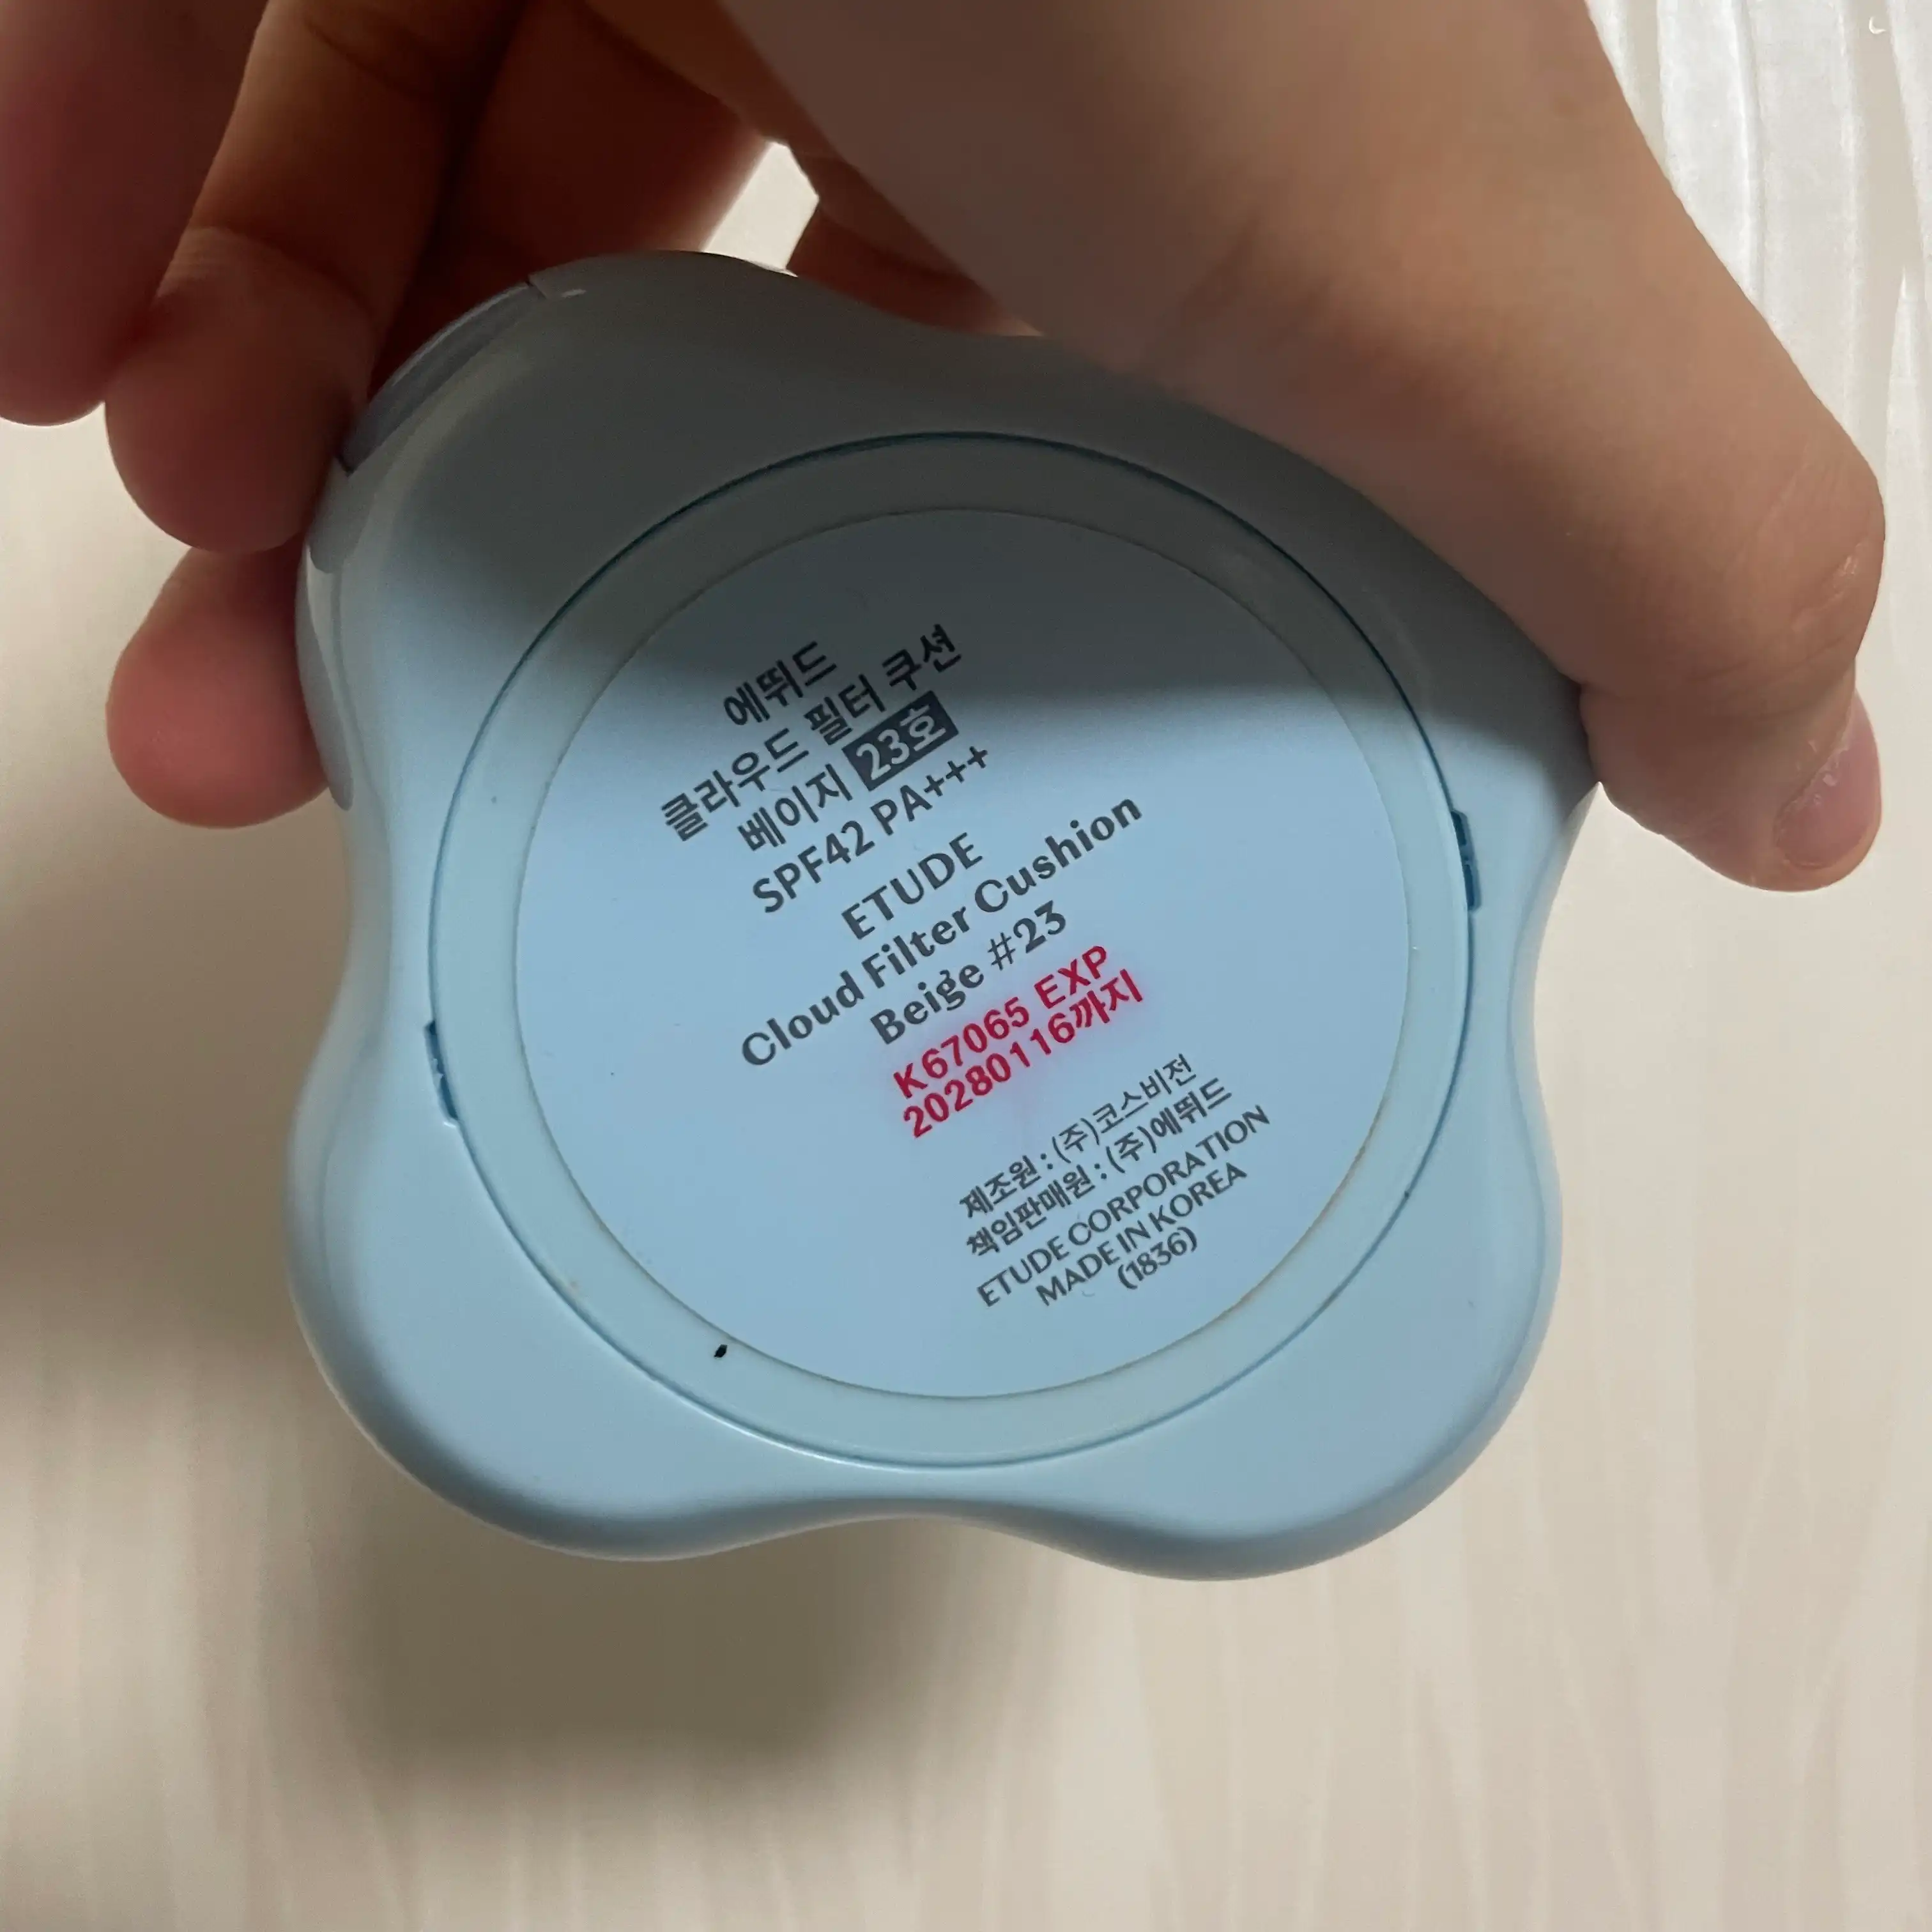 에뛰드
클라우드 필터 쿠션
베이지 23호
SPF42 PA+++
ETUDE
Cloud Filter Cushion
Beige #23
K67065 EXP
20280116까지
제조원 : (주)코스비전
책임판매원 : (주)에뛰드
ETUDE CORPORATION
MADE IN KOREA
(1836)